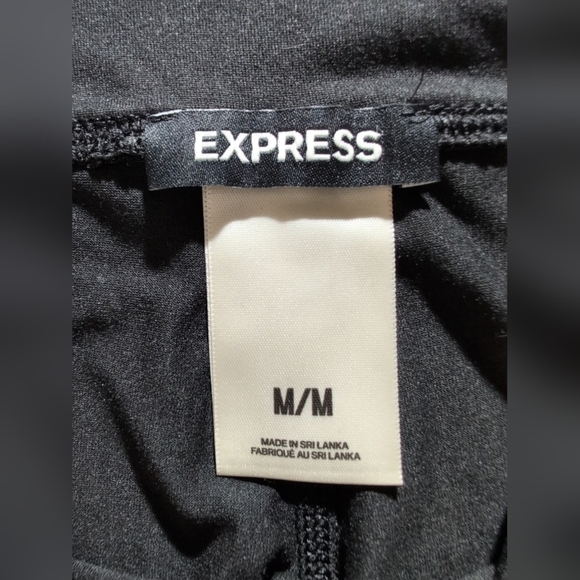 EXPRESS
M/M
MADE IN SRI LANKA
FABRIQUÉ AU SRI LANKA